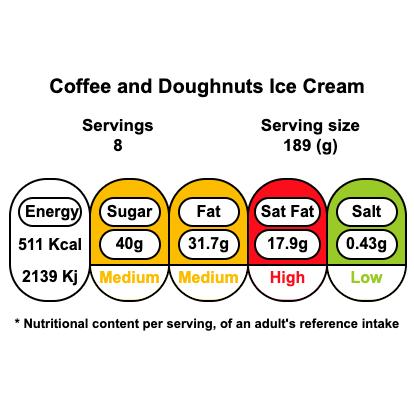 Coffee and Doughnuts Ice Cream
Servings
8
Serving size
189 (g)
Energy
511 Kcal
2139 Kj
Sugar
40g
Medium
Fat
31.7g
Medium
Sat Fat
17.9g
High
Salt
0.43g
Low
* Nutritional content per serving, of an adult's reference intake